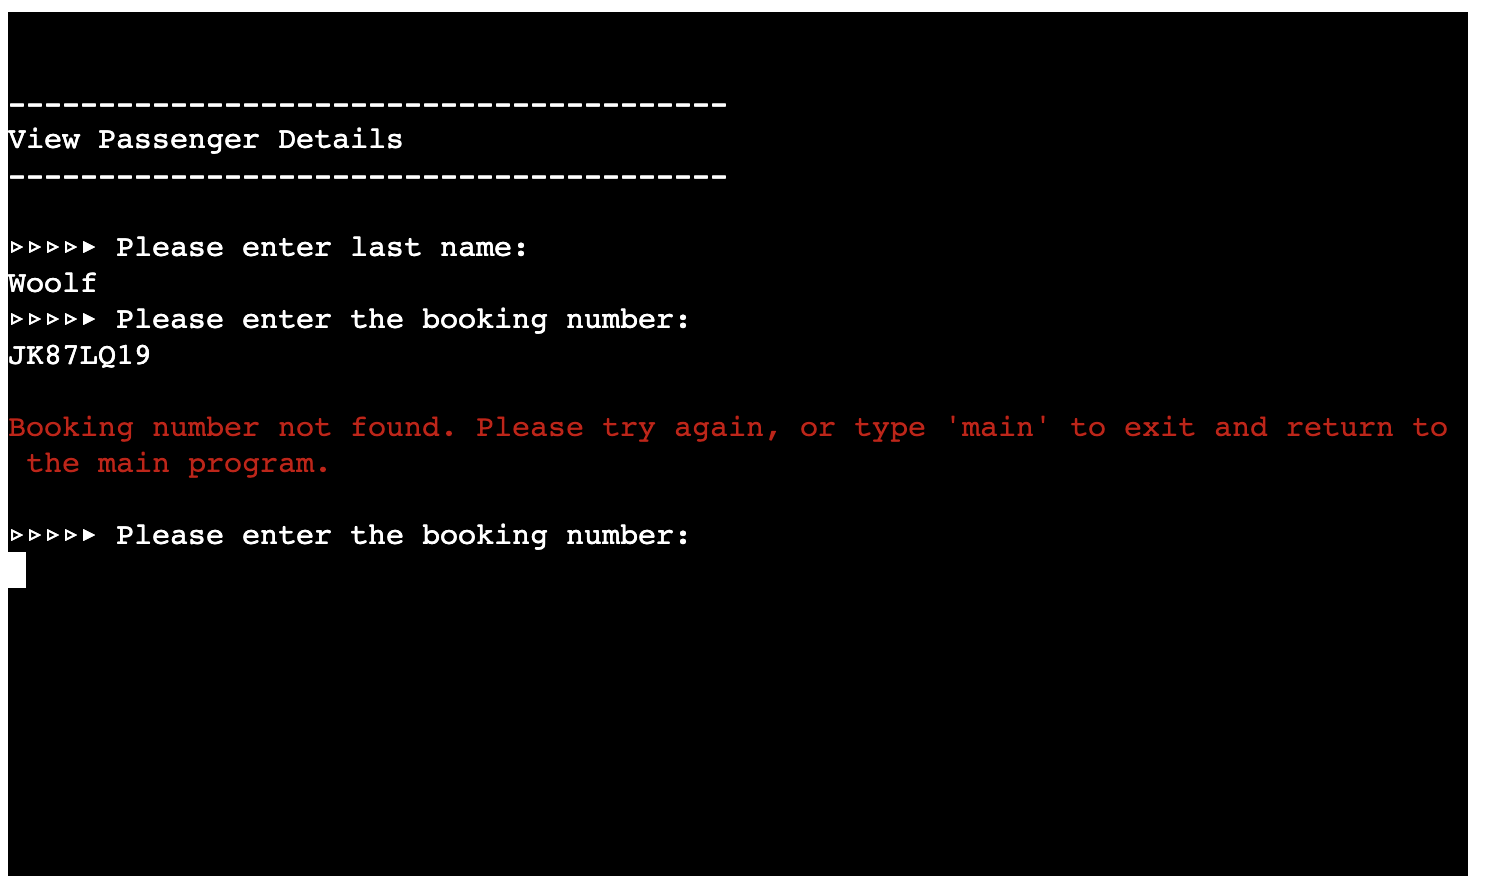 ----------------------------------------
View Passenger Details
----------------------------------------
▹▹▹▹▸ Please enter last name:
Woolf
▹▹▹▹▸ Please enter the booking number:
JK87LQ19
Booking number not found. Please try again, or type 'main' to exit and return to
 the main program.
▹▹▹▹▸ Please enter the booking number: